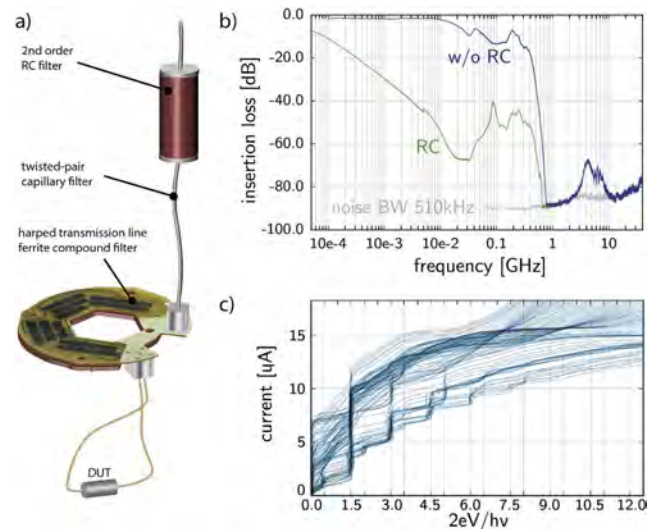 a)
2nd order
RC filter
twisted-pair
capillary filter
harped transmission line
ferrite compound filter
DUT
b)
insertion loss [dB]
0.0
-20.0
-40.0
-60.0
-80.0
-100.0
w/o RC
RC
noise BW 510kHz
10e-4
10e-3
10e-2
0.1
1
10
frequency [GHz]
c)
current [µA]
15
10
5
0
0.0
1.5
3.0
4.5
6.0
7.5
9.0
10.5
12.0
2eV/hν